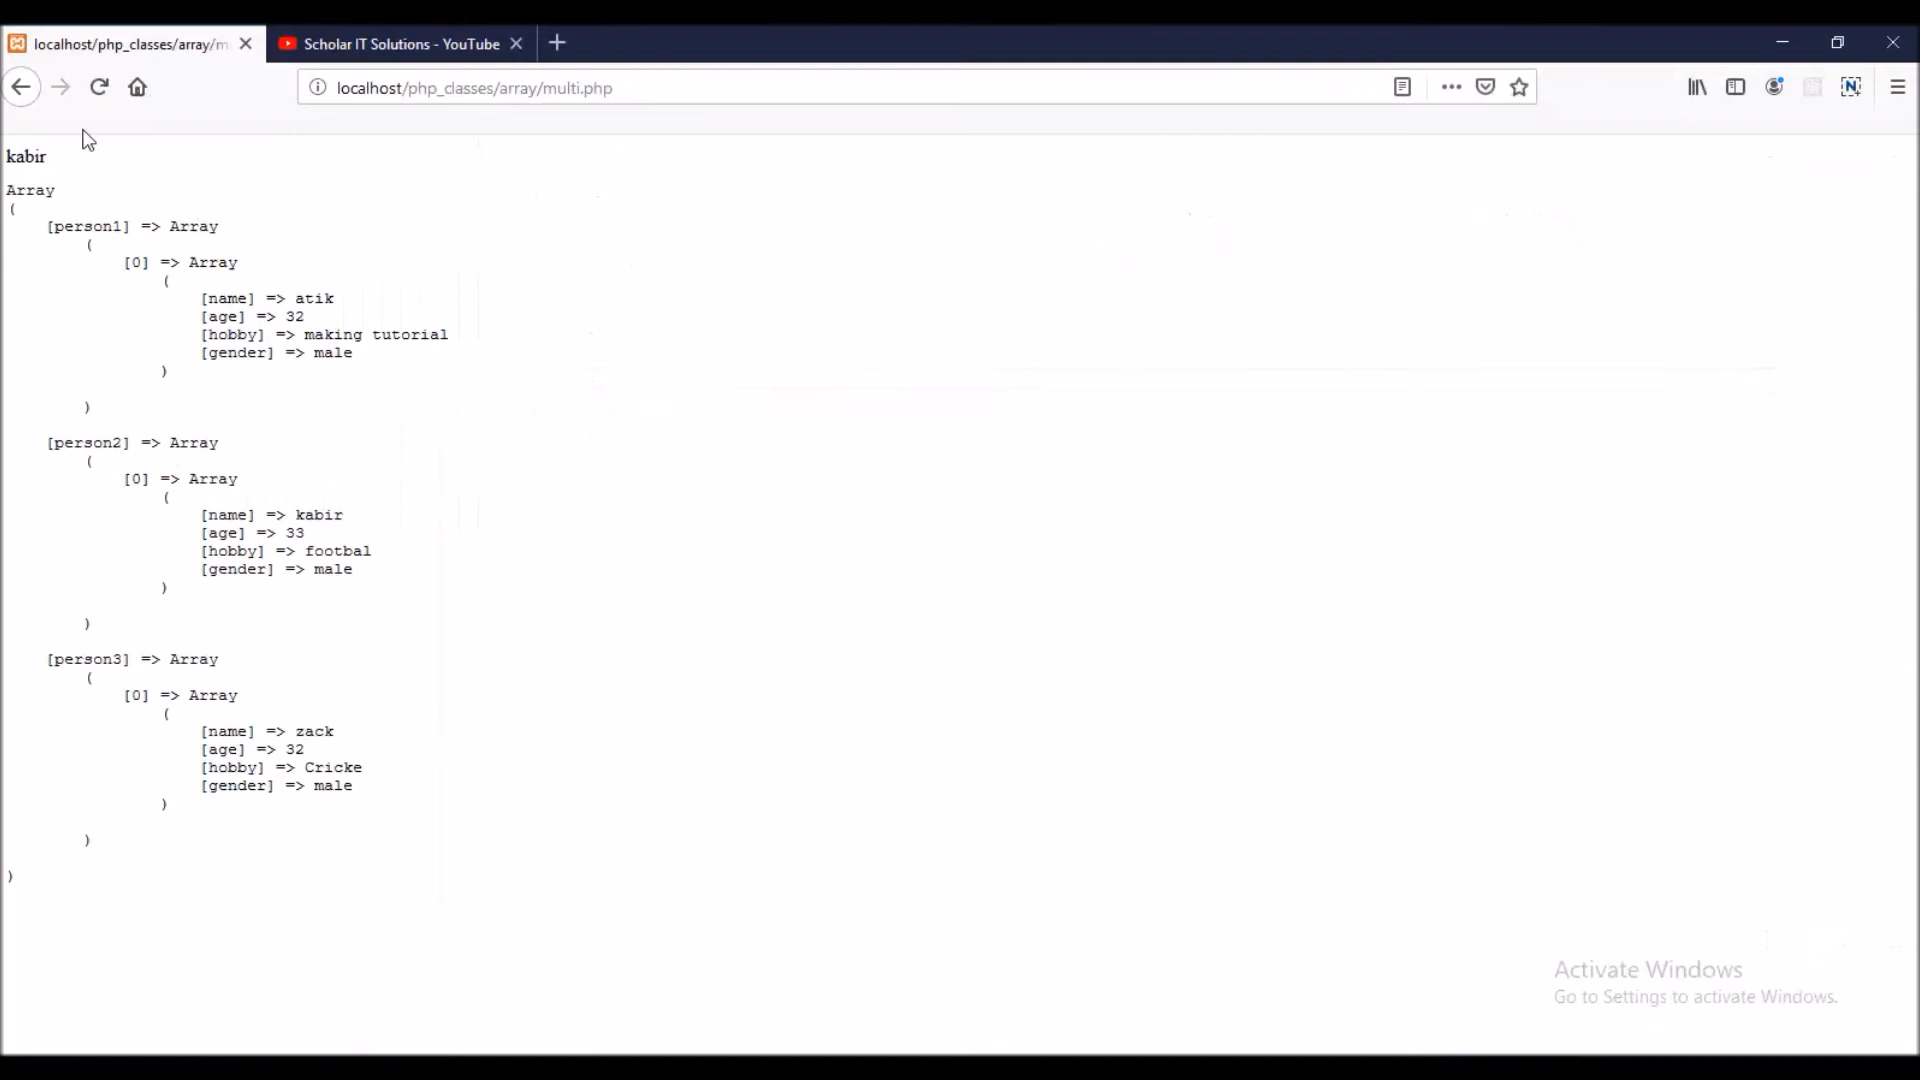 localhost/php_classes/array/m
Scholar IT Solutions - YouTube
localhost/php_classes/array/multi.php
kabir
Array
(
    [person1] => Array
        (
            [0] => Array
                (
                    [name] => atik
                    [age] => 32
                    [hobby] => making tutorial
                    [gender] => male
                )
        )
    [person2] => Array
        (
            [0] => Array
                (
                    [name] => kabir
                    [age] => 33
                    [hobby] => footbal
                    [gender] => male
                )
        )
    [person3] => Array
        (
            [0] => Array
                (
                    [name] => zack
                    [age] => 32
                    [hobby] => Cricke
                    [gender] => male
                )
        )
)
Activate Windows
Go to Settings to activate Windows.